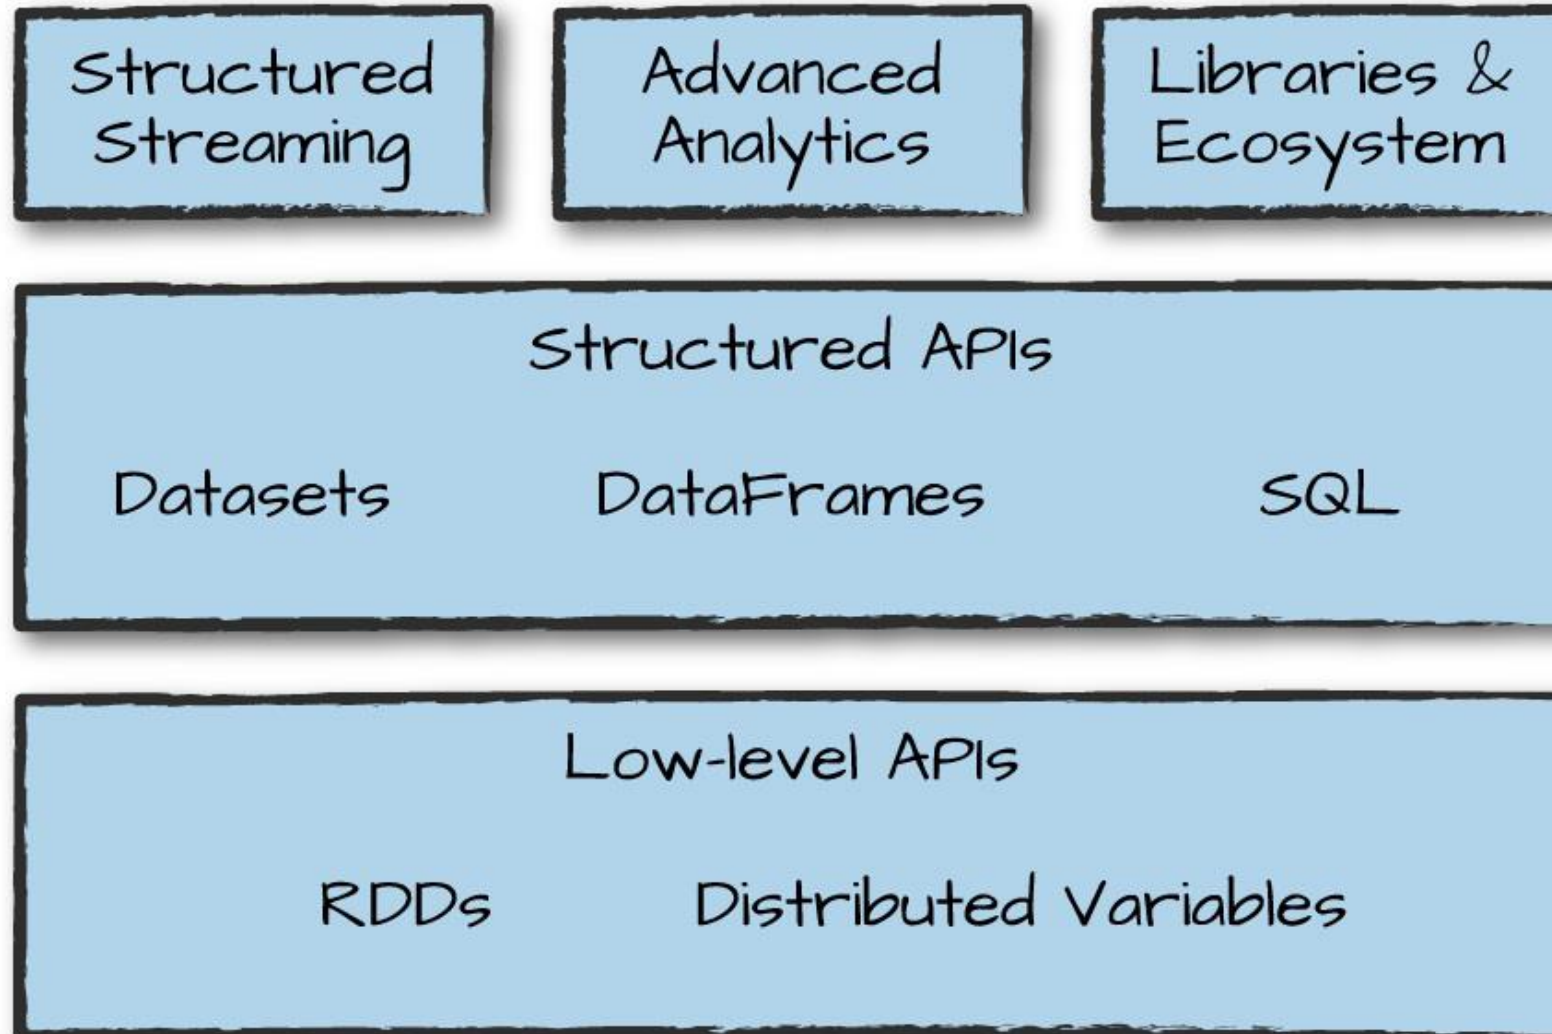 Structured
Streaming
Advanced
Analytics
Libraries &
Ecosystem
Structured APIs
Datasets DataFrames SQL
Low-level APIs
RDDs Distributed Variables